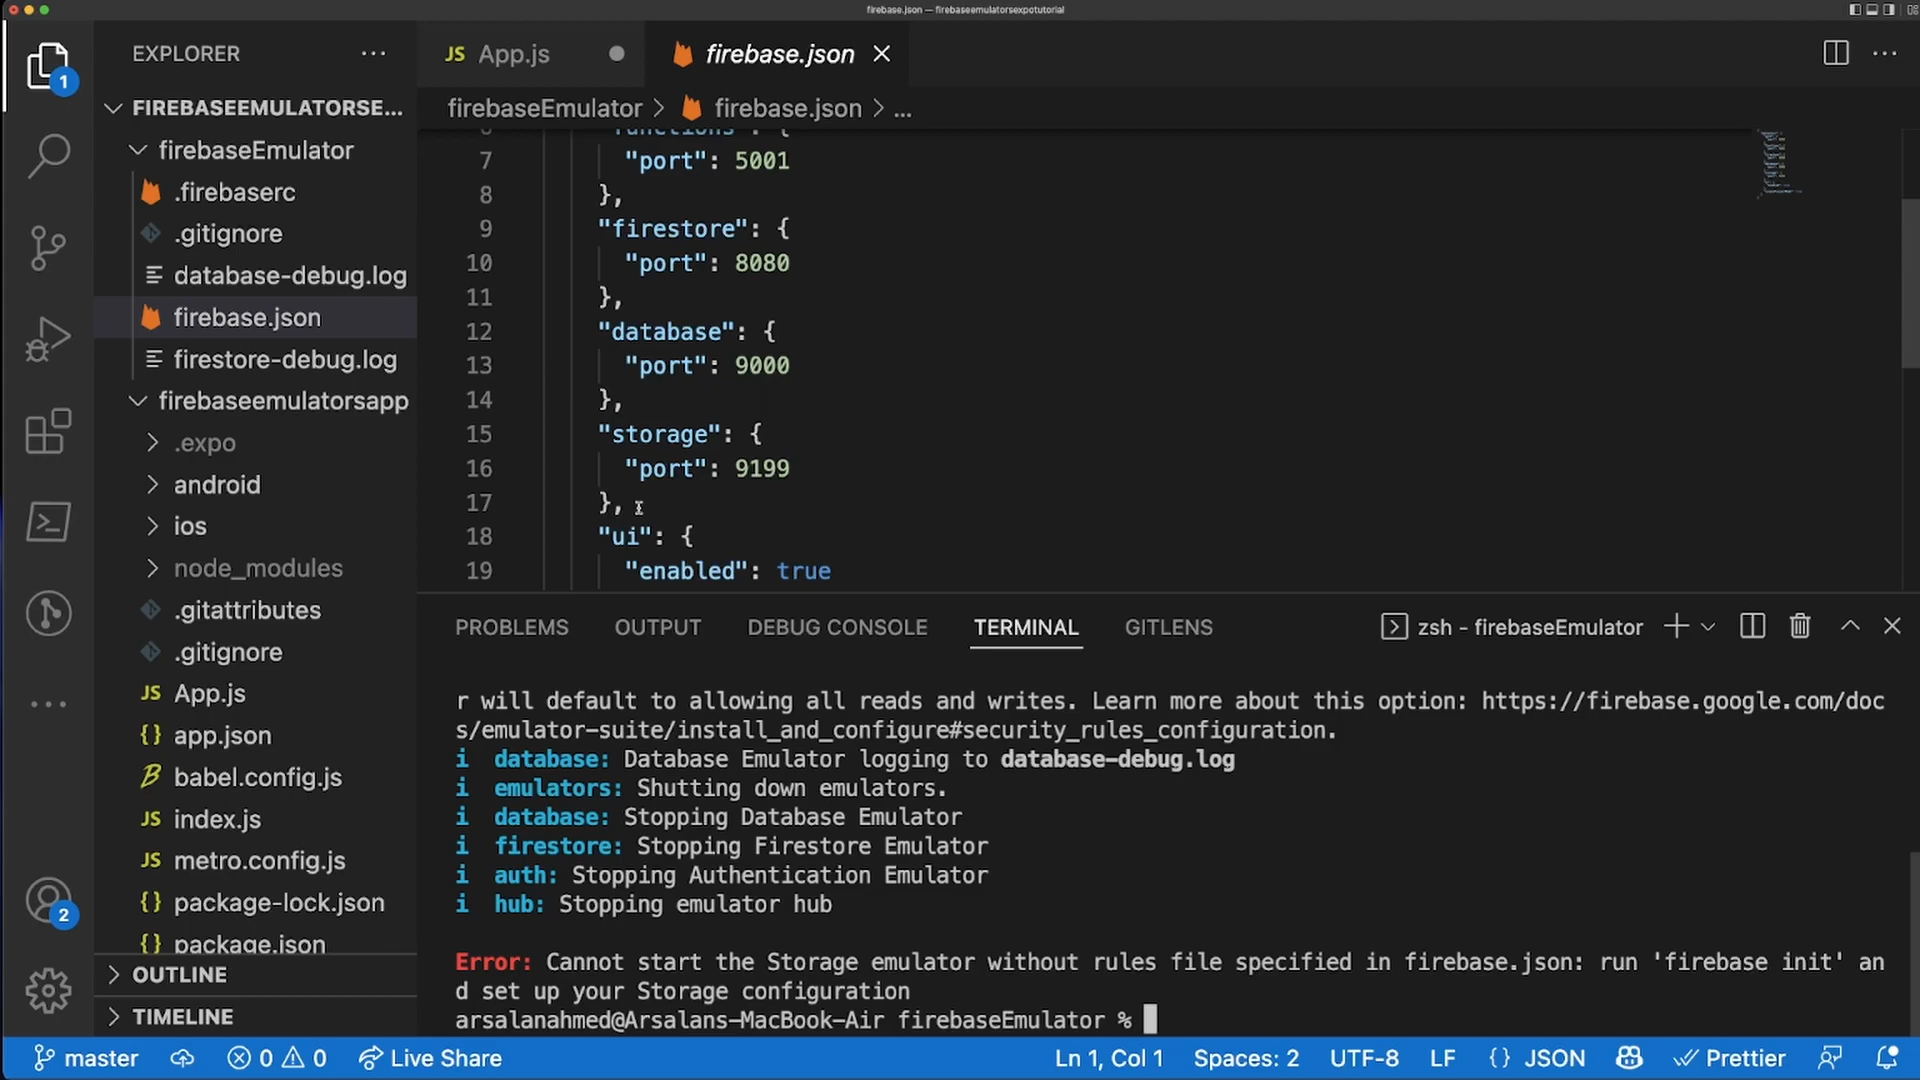 firebase.json — firebaseemulatorsexpotutorial
EXPLORER
JS App.js
firebase.json
1
FIREBASEEMULATORSE...
firebaseEmulator
.firebaserc
.gitignore
database-debug.log
firebase.json
firestore-debug.log
firebaseemulatorsapp
.expo
android
ios
node_modules
.gitattributes
.gitignore
JS App.js
{} app.json
babel.config.js
JS index.js
JS metro.config.js
{} package-lock.json
{} package.json
OUTLINE
TIMELINE
2
firebaseEmulator > firebase.json > ...
6 "functions": {
7 "port": 5001
8 },
9 "firestore": {
10 "port": 8080
11 },
12 "database": {
13 "port": 9000
14 },
15 "storage": {
16 "port": 9199
17 },
18 "ui": {
19 "enabled": true
PROBLEMS OUTPUT DEBUG CONSOLE TERMINAL GITLENS
zsh - firebaseEmulator
r will default to allowing all reads and writes. Learn more about this option: https://firebase.google.com/doc
s/emulator-suite/install_and_configure#security_rules_configuration.
i database: Database Emulator logging to database-debug.log
i emulators: Shutting down emulators.
i database: Stopping Database Emulator
i firestore: Stopping Firestore Emulator
i auth: Stopping Authentication Emulator
i hub: Stopping emulator hub
Error: Cannot start the Storage emulator without rules file specified in firebase.json: run 'firebase init' an
d set up your Storage configuration
arsalanahmed@Arsalans-MacBook-Air firebaseEmulator %
master 0 0 Live Share Ln 1, Col 1 Spaces: 2 UTF-8 LF {} JSON Prettier